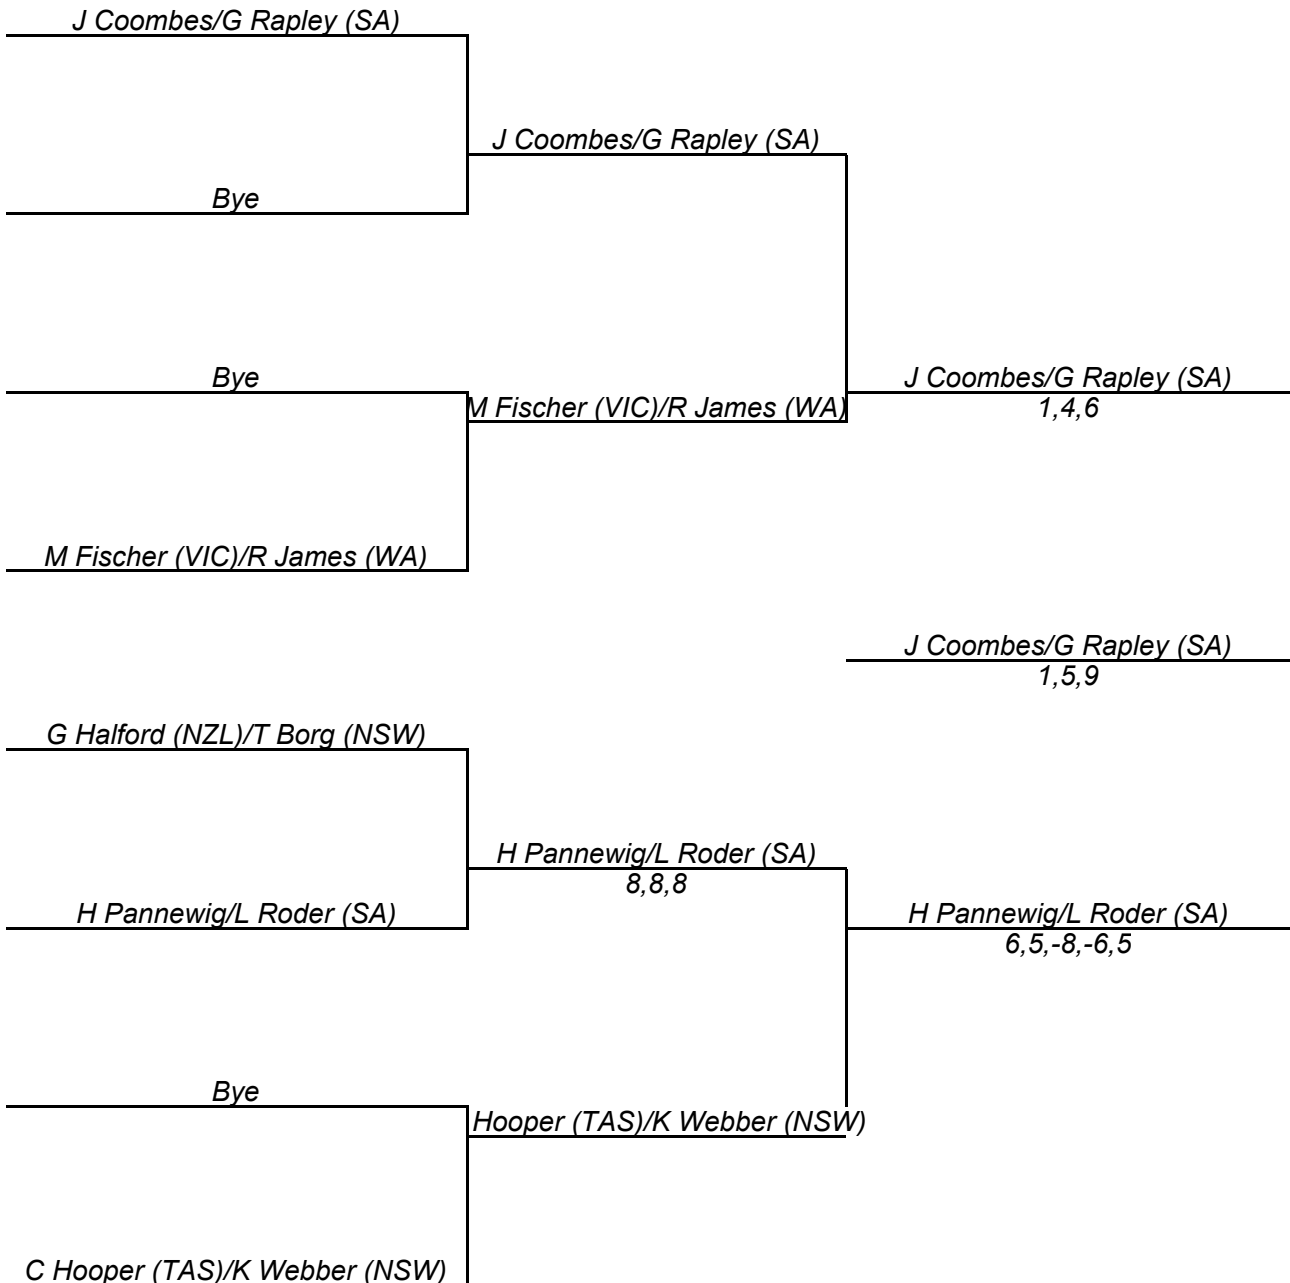 J Coombes/G Rapley (SA)
J Coombes/G Rapley (SA)
Bye
Bye
J Coombes/G Rapley (SA)
M Fischer (VIC)/R James (WA)
1,4,6
M Fischer (VIC)/R James (WA)
J Coombes/G Rapley (SA)
1,5,9
G Halford (NZL)/T Borg (NSW)
H Pannewig/L Roder (SA)
8,8,8
H Pannewig/L Roder (SA)
H Pannewig/L Roder (SA)
6,5,-8,-6,5
Bye
Hooper (TAS)/K Webber (NSW)
C Hooper (TAS)/K Webber (NSW)